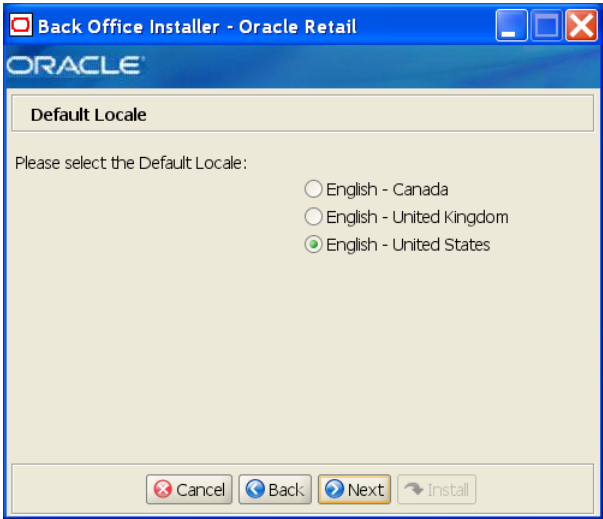 Back Office Installer - Oracle Retail
ORACLE
Default Locale
Please select the Default Locale:
English - Canada
English - United Kingdom
English - United States
Cancel Back Next Install